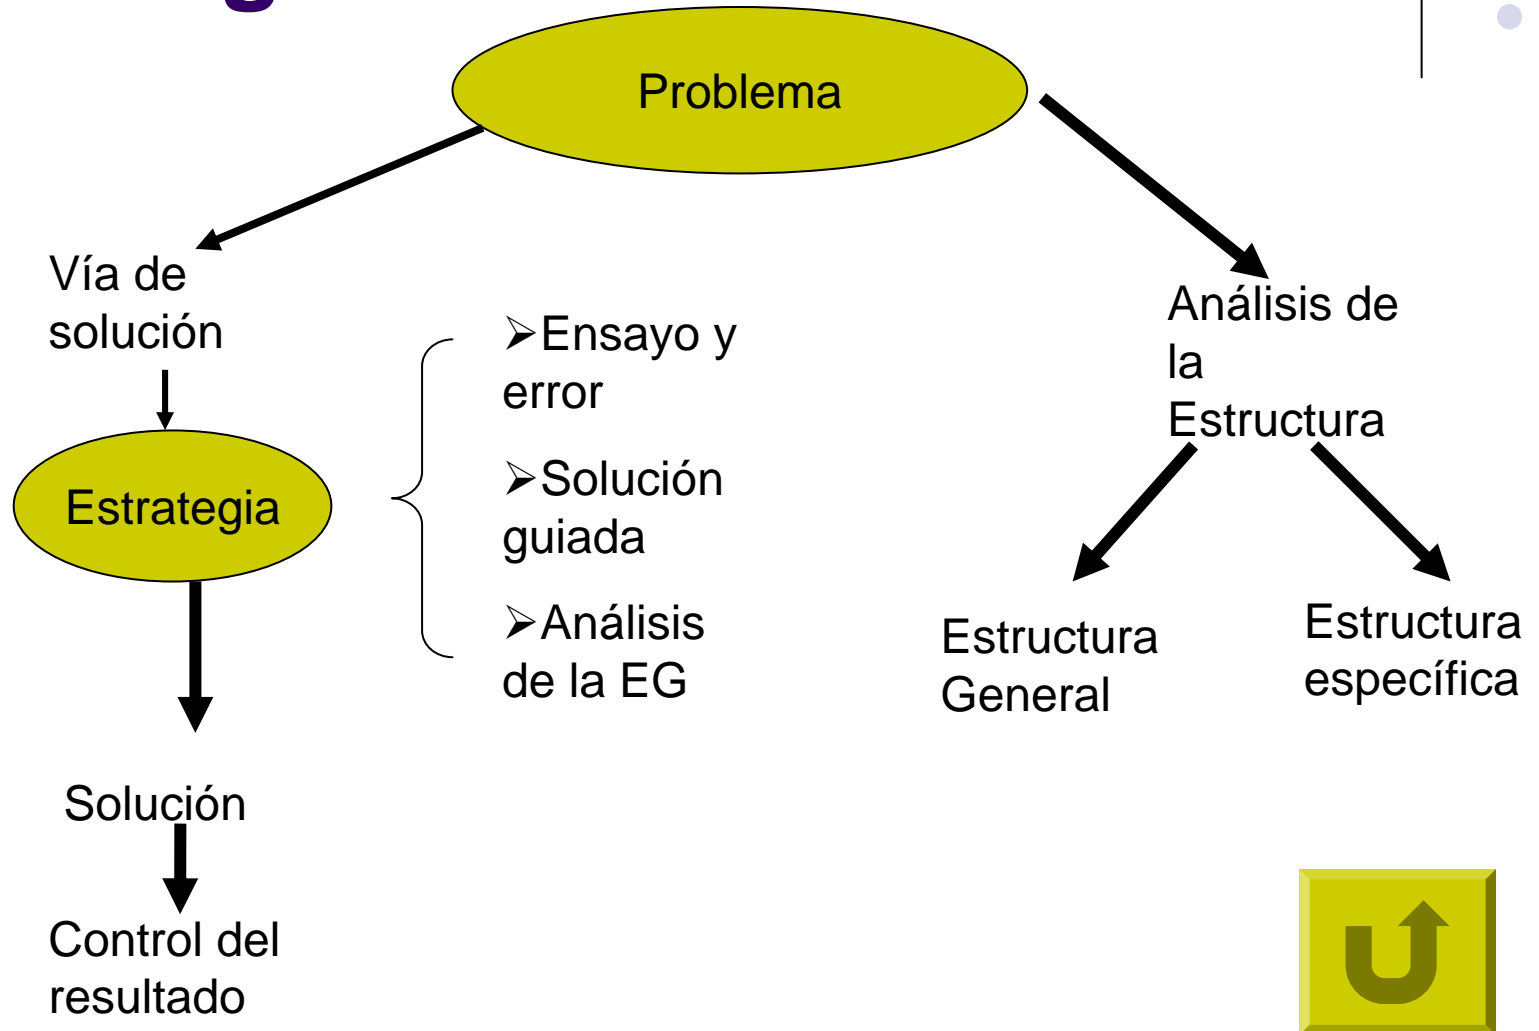 Problema
Vía de
solución
Estrategia
➢Ensayo y
error
➢Solución
guiada
➢Análisis
de la EG
Análisis de
la
Estructura
Estructura
General
Estructura
específica
Solución
Control del
resultado